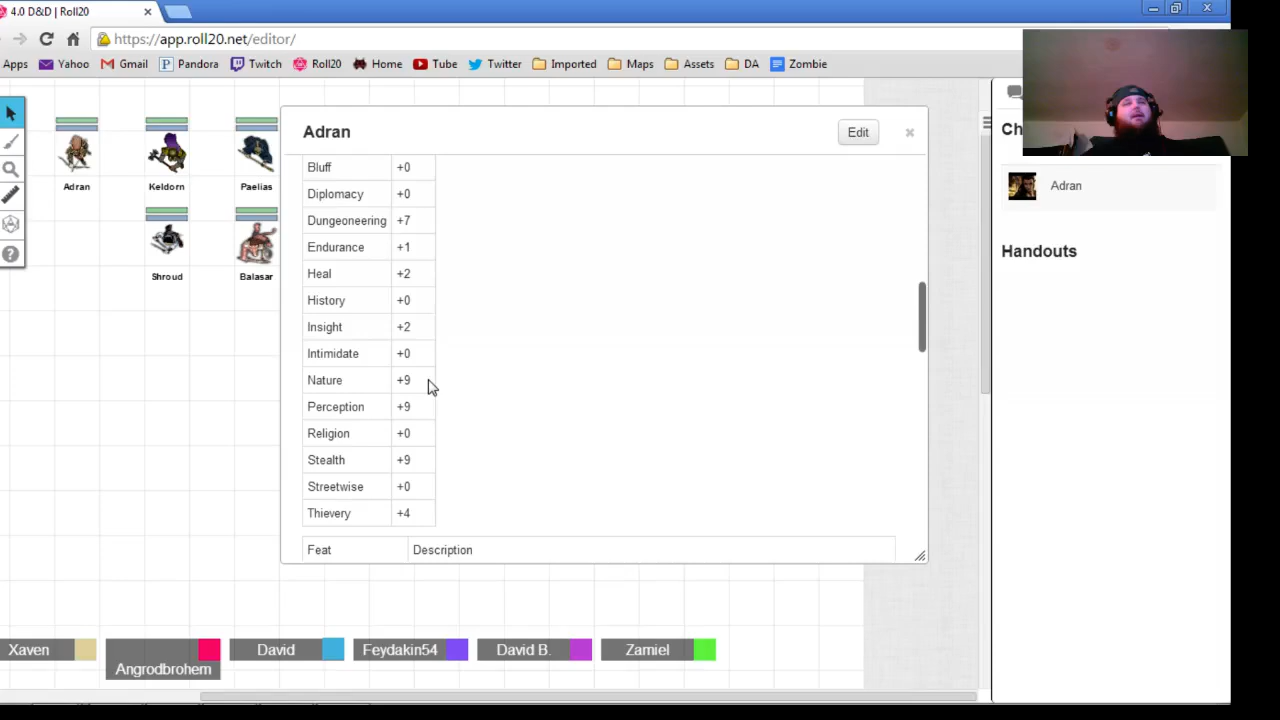 4.0 D&D | Roll20
https://app.roll20.net/editor/
Apps Yahoo Gmail Pandora Twitch Roll20 Home Tube Twitter Imported Maps Assets DA Zombie
Adran
Edit
Bluff +0
Diplomacy +0
Dungeoneering +7
Endurance +1
Heal +2
History +0
Insight +2
Intimidate +0
Nature +9
Perception +9
Religion +0
Stealth +9
Streetwise +0
Thievery +4
Feat Description
Adran Keldorn Paelias
Shroud Balasar
Adran
Handouts
Xaven
Angrodbrohem
David
Feydakin54
David B.
Zamiel